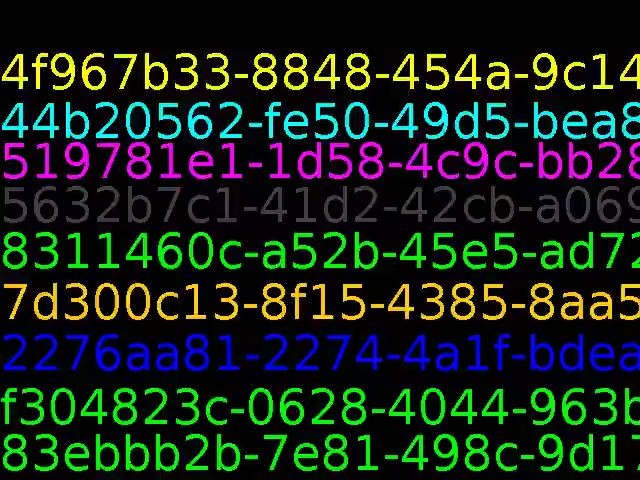 4f967b33-8848-454a-9c14
44b20562-fe50-49d5-bea8
519781e1-1d58-4c9c-bb28
5632b7c1-41d2-42cb-a069
8311460c-a52b-45e5-ad72
7d300c13-8f15-4385-8aa5
2276aa81-2274-4a1f-bdea
f304823c-0628-4044-963b
83ebbb2b-7e81-498c-9d17